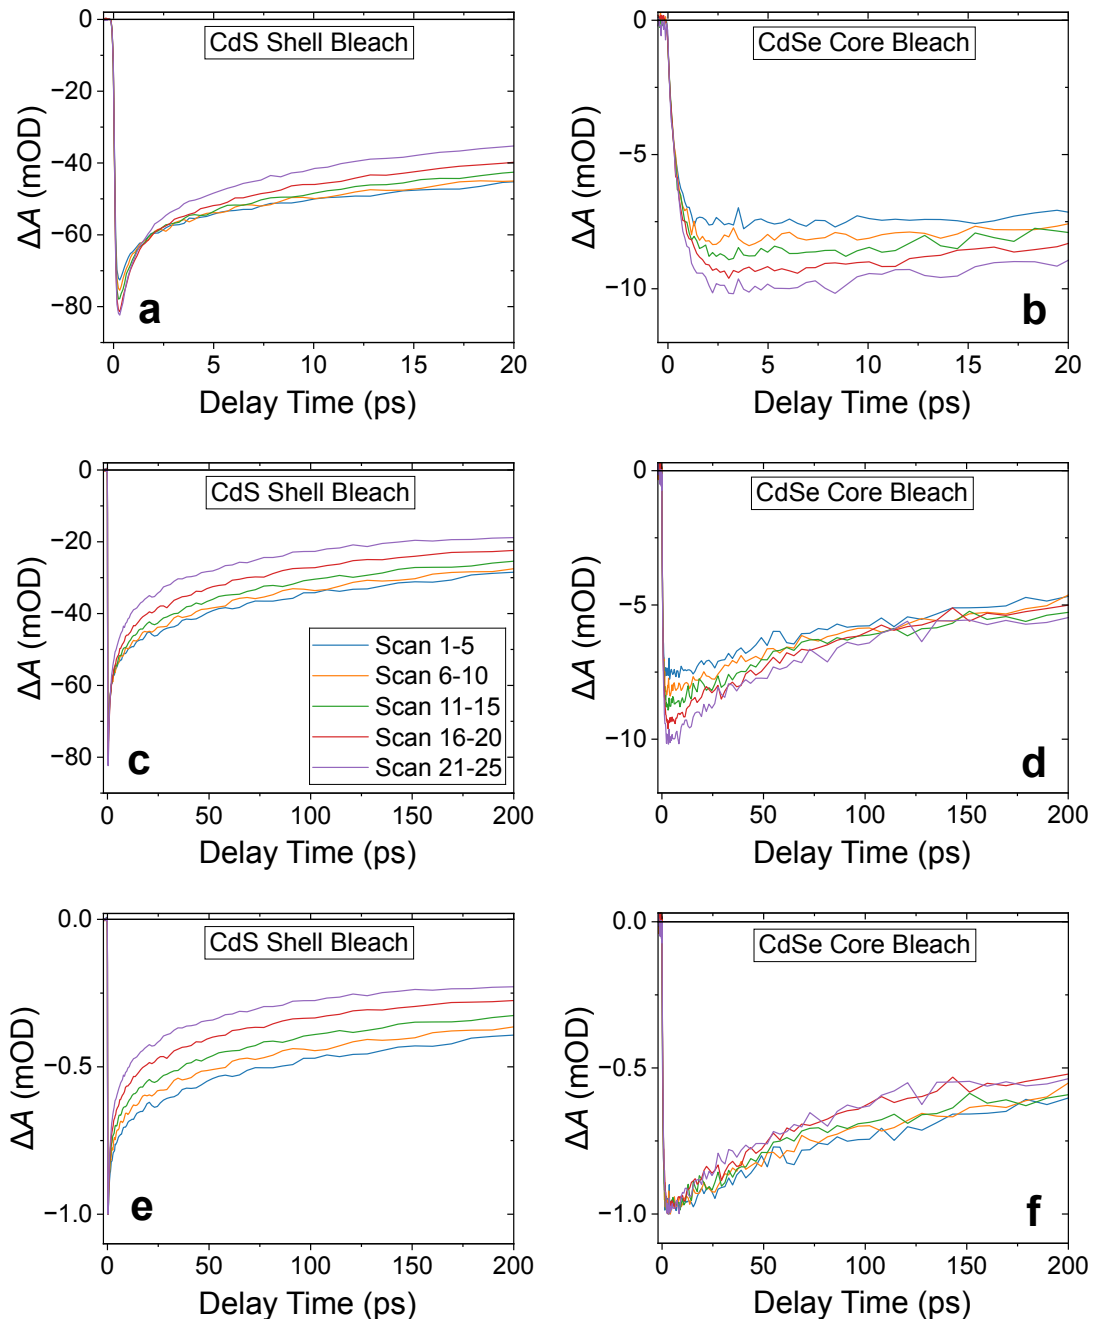 CdS Shell Bleach
0
−20
−40
−60
−80
ΔA (mOD)
a
0 5 10 15 20
Delay Time (ps)
CdSe Core Bleach
0
−5
−10
ΔA (mOD)
b
0 5 10 15 20
Delay Time (ps)
CdS Shell Bleach
0
−20
−40
−60
−80
ΔA (mOD)
Scan 1-5
Scan 6-10
Scan 11-15
Scan 16-20
Scan 21-25
c
0 50 100 150 200
Delay Time (ps)
CdSe Core Bleach
0
−5
−10
ΔA (mOD)
d
0 50 100 150 200
Delay Time (ps)
CdS Shell Bleach
0.0
−0.5
−1.0
ΔA (mOD)
e
0 50 100 150 200
Delay Time (ps)
CdSe Core Bleach
0.0
−0.5
−1.0
ΔA (mOD)
f
0 50 100 150 200
Delay Time (ps)